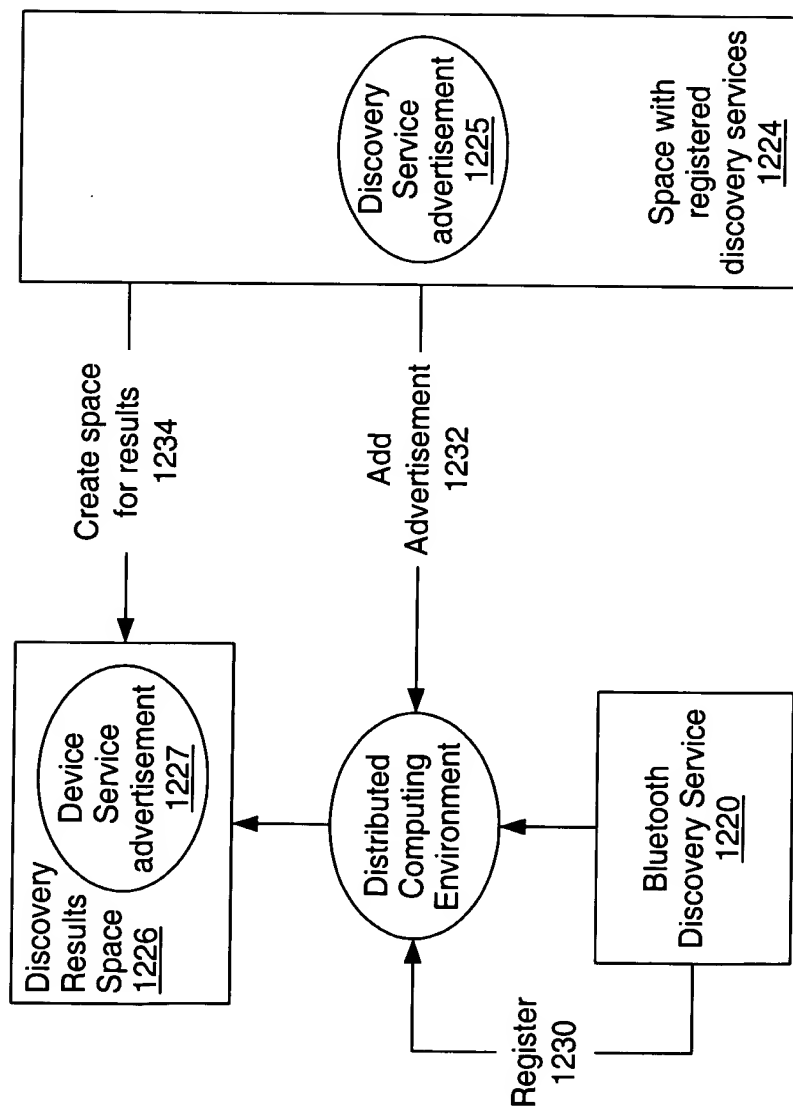 Discovery
Results
Space
1226
Device
Service
advertisement
1227
Create space
for results
1234
Discovery
Service
advertisement
1225
Space with
registered
discovery services
1224
Add
Advertisement
1232
Distributed
Computing
Environment
Register
1230
Bluetooth
Discovery Service
1220